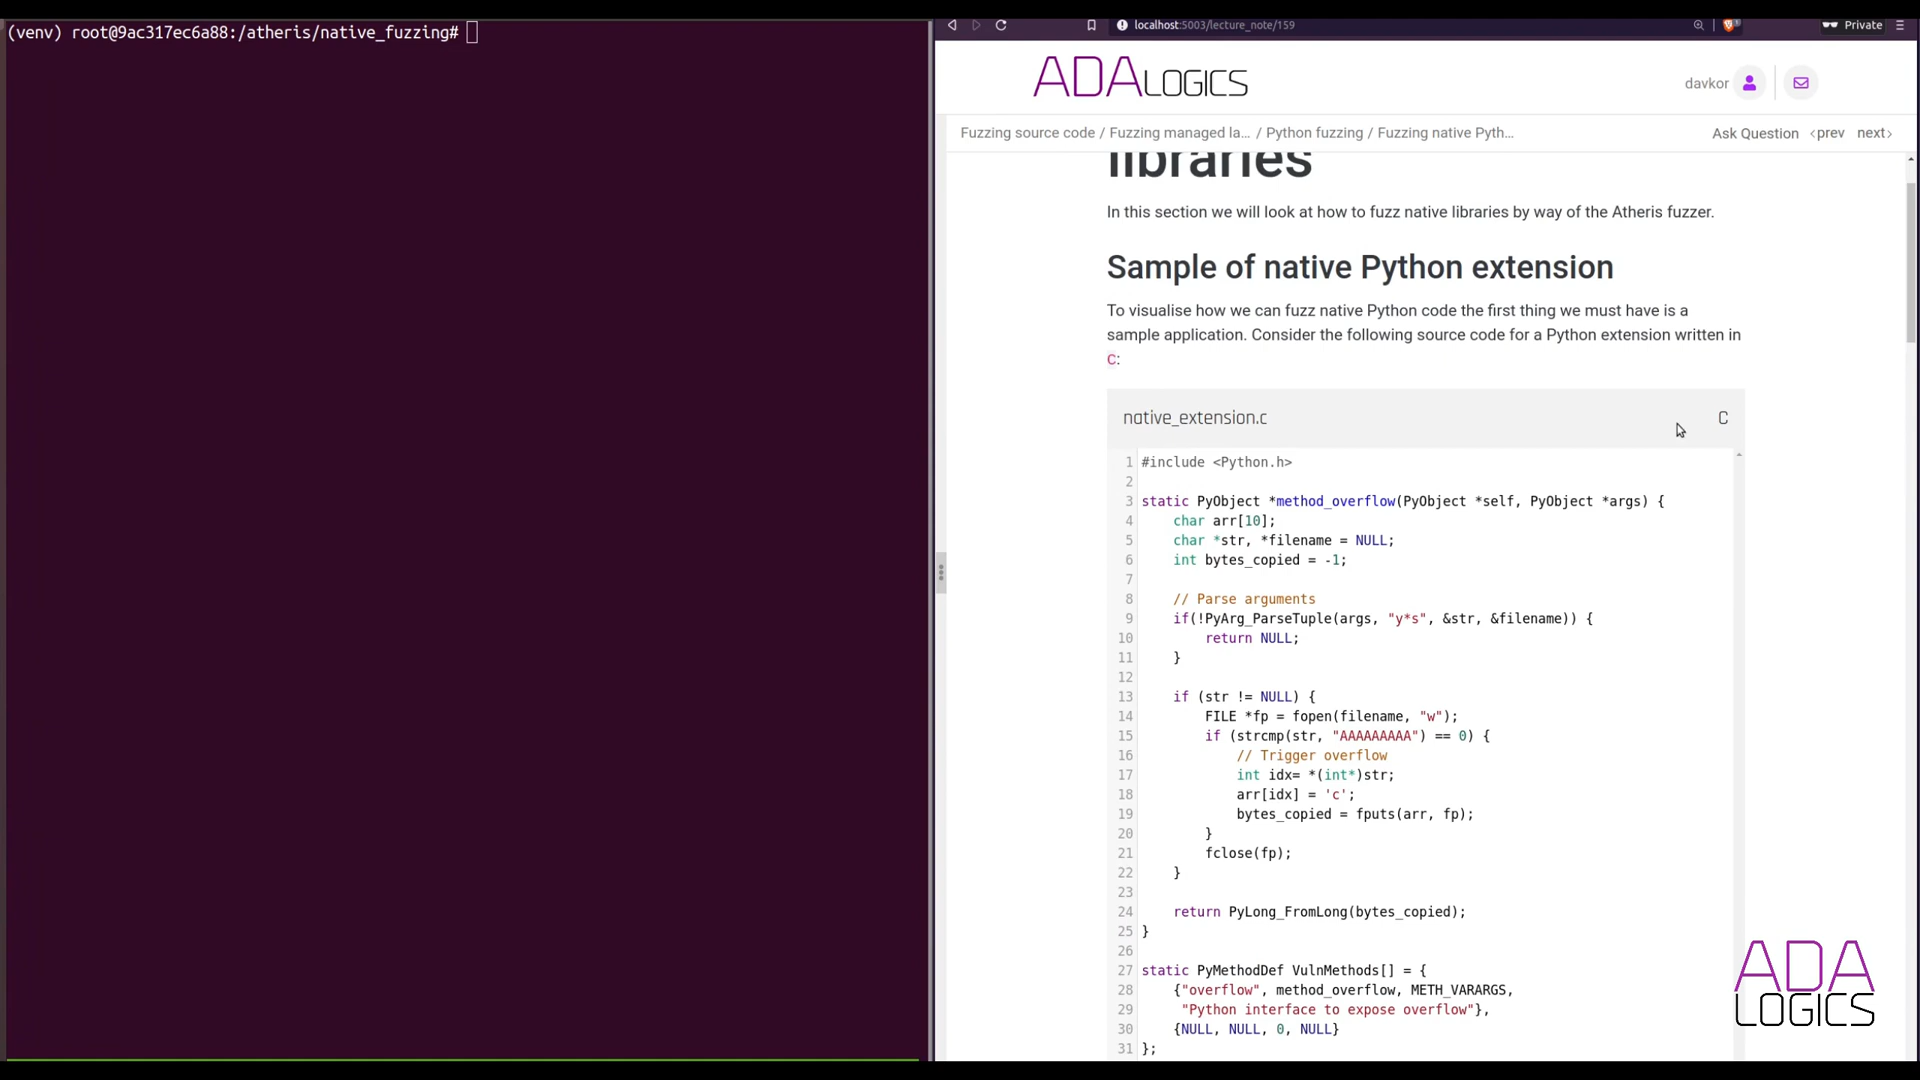 (venv) root@9ac317ec6a88:/atheris/native_fuzzing#
localhost:5003/lecture_note/159
Private
ADALOGICS
davkor
Fuzzing source code / Fuzzing managed la... / Python fuzzing / Fuzzing native Pyth...
Ask Question ‹prev next›
libraries
In this section we will look at how to fuzz native libraries by way of the Atheris fuzzer.
Sample of native Python extension
To visualise how we can fuzz native Python code the first thing we must have is a
sample application. Consider the following source code for a Python extension written in
C:
native_extension.c
C
1 #include <Python.h>
2
3 static PyObject *method_overflow(PyObject *self, PyObject *args) {
4     char arr[10];
5     char *str, *filename = NULL;
6     int bytes_copied = -1;
7
8     // Parse arguments
9     if(!PyArg_ParseTuple(args, "y*s", &str, &filename)) {
10         return NULL;
11     }
12
13     if (str != NULL) {
14         FILE *fp = fopen(filename, "w");
15         if (strcmp(str, "AAAAAAAAA") == 0) {
16             // Trigger overflow
17             int idx= *(int*)str;
18             arr[idx] = 'c';
19             bytes_copied = fputs(arr, fp);
20         }
21         fclose(fp);
22     }
23
24     return PyLong_FromLong(bytes_copied);
25 }
26
27 static PyMethodDef VulnMethods[] = {
28     {"overflow", method_overflow, METH_VARARGS,
29      "Python interface to expose overflow"},
30     {NULL, NULL, 0, NULL}
31 };
ADA
LOGICS